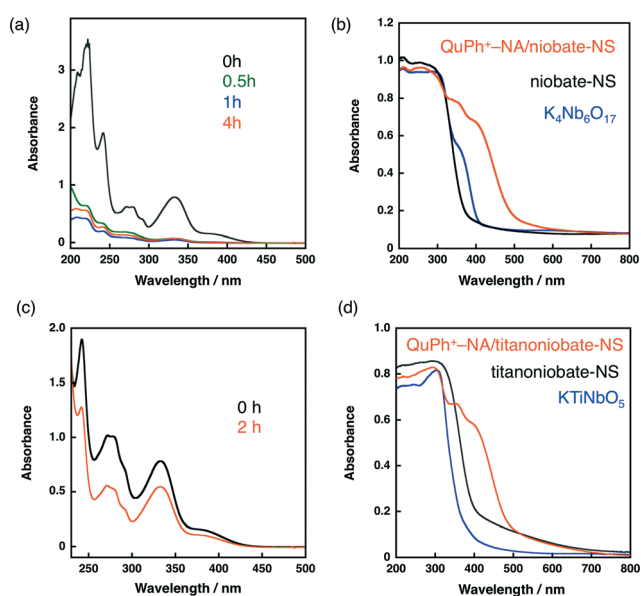 (a)
3
2
1
0
200
250
300
350
400
450
500
Absorbance
Wavelength / nm
0h
0.5h
1h
4h
(b)
1.2
1.0
0.8
0.6
0.4
0.2
0
200
300
400
500
600
700
800
Absorbance
Wavelength / nm
QuPh⁺–NA/niobate-NS
niobate-NS
K₄Nb₆O₁₇
(c)
2.0
1.5
1.0
0.5
0
250
300
350
400
450
500
Absorbance
Wavelength / nm
0 h
2 h
(d)
1.0
0.8
0.6
0.4
0.2
0
200
300
400
500
600
700
800
Absorbance
Wavelength / nm
QuPh⁺–NA/titanoniobate-NS
titanoniobate-NS
KTiNbO₅